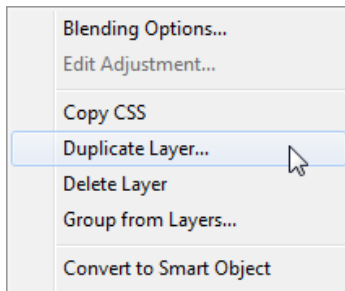 Blending Options...
Edit Adjustment...
Copy CSS
Duplicate Layer...
Delete Layer
Group from Layers...
Convert to Smart Object